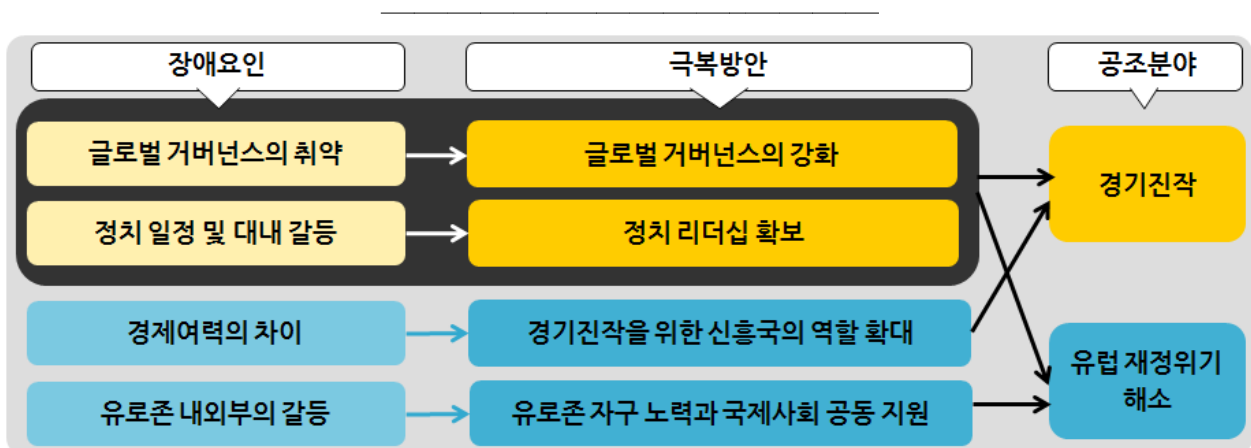 장애요인
극복방안
공조분야
글로벌 거버넌스의 취약
글로벌 거버넌스의 강화
경기진작
정치 일정 및 대내 갈등
정치 리더십 확보
경제여력의 차이
경기진작을 위한 신흥국의 역할 확대
유럽 재정위기
해소
유로존 내외부의 갈등
유로존 자구 노력과 국제사회 공동 지원